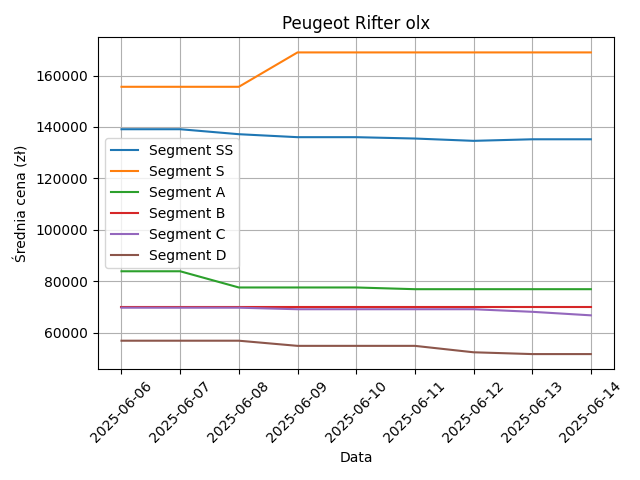 Peugeot Rifter olx
Średnia cena (zł)
160000
140000
120000
100000
80000
60000
Segment SS
Segment S
Segment A
Segment B
Segment C
Segment D
2025-06-06
2025-06-07
2025-06-08
2025-06-09
2025-06-10
2025-06-11
2025-06-12
2025-06-13
2025-06-14
Data